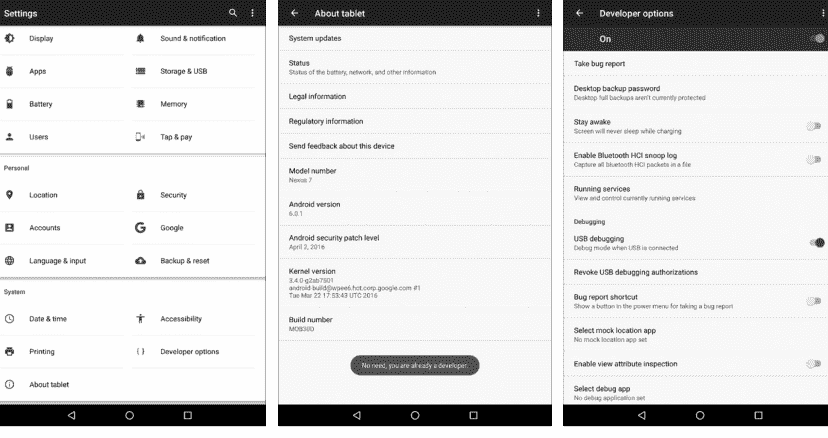 Settings
Display
Sound & notification
Apps
Storage & USB
Battery
Memory
Users
Tap & pay
Personal
Location
Security
Accounts
Google
Language & input
Backup & reset
System
Date & time
Accessibility
Printing
Developer options
About tablet
About tablet
System updates
Status
Status of the battery, network, and other information
Legal information
Regulatory information
Send feedback about this device
Model number
Nexus 7
Android version
6.0.1
Android security patch level
April 2, 2016
Kernel version
android-build@wpee6.hot.corp.google.com #1
Tue Mar 22 17:53:43 UTC 2016
Build number
No need, you are already a developer.
Developer options
On
Take bug report
Desktop backup password
Desktop full backups aren't currently protected
Stay awake
Screen will never sleep while charging
Enable Bluetooth HCI snoop log
Capture all bluetooth HCI packets in a file
Running services
View and control currently running services
Debugging
USB debugging
Debug mode when USB is connected
Revoke USB debugging authorizations
Bug report shortcut
Show a button in the power menu for taking a bug report
Select mock location app
No mock location app set
Enable view attribute inspection
Select debug app
No debug application set